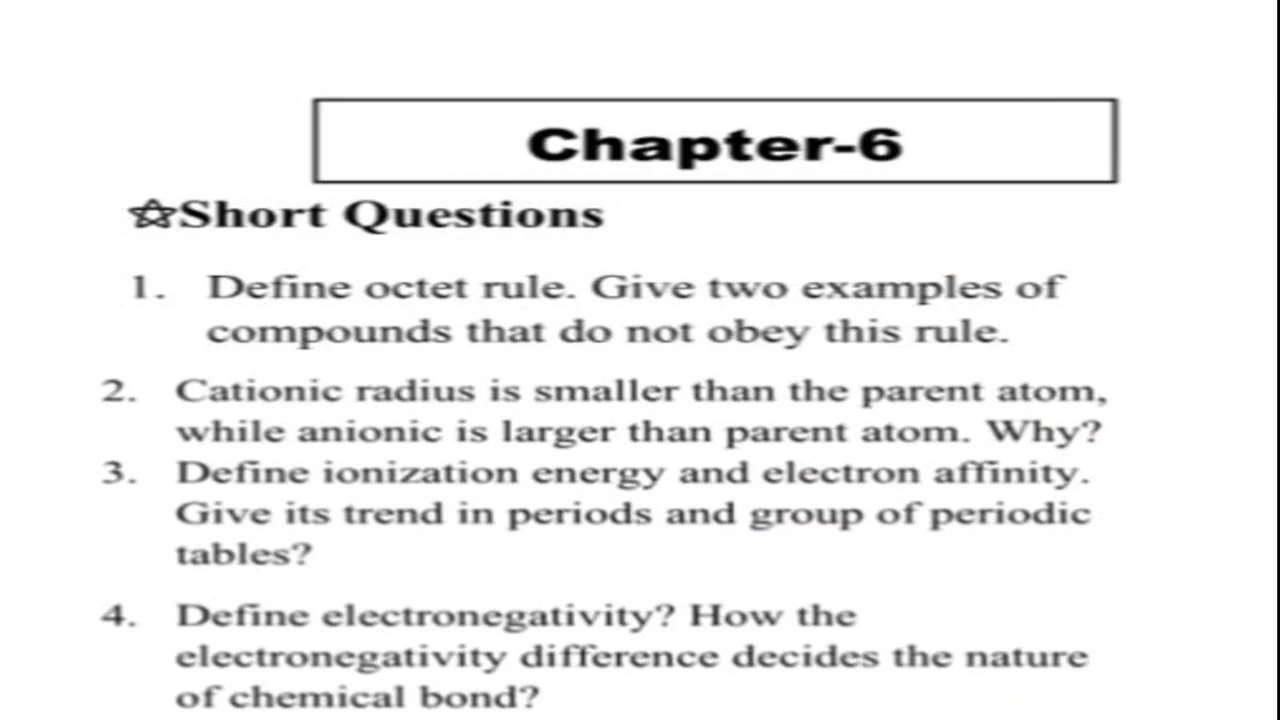 Chapter-6
☆Short Questions
1. Define octet rule. Give two examples of
compounds that do not obey this rule.
2. Cationic radius is smaller than the parent atom,
while anionic is larger than parent atom. Why?
3. Define ionization energy and electron affinity.
Give its trend in periods and group of periodic
tables?
4. Define electronegativity? How the
electronegativity difference decides the nature
of chemical bond?